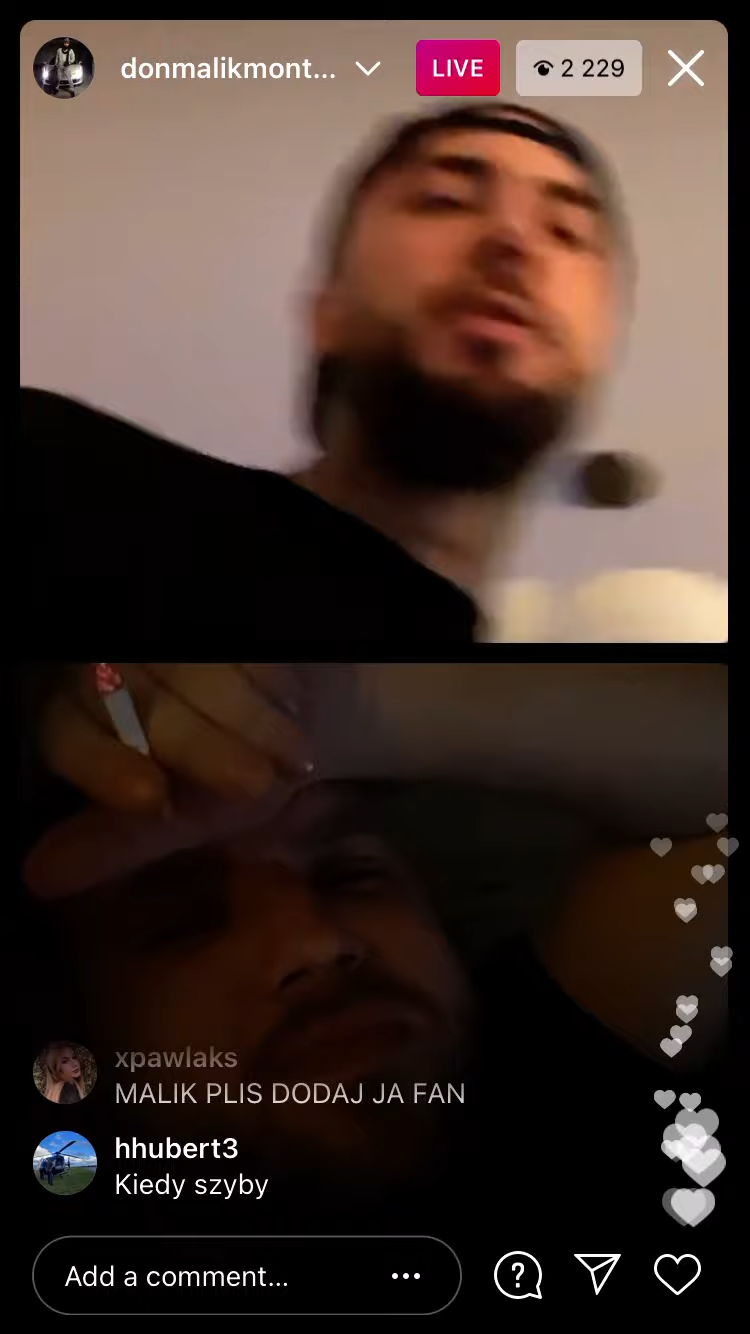 donmalikmont...
LIVE
2 229
xpawlaks
MALIK PLIS DODAJ JA FAN
hhubert3
Kiedy szyby
Add a comment...